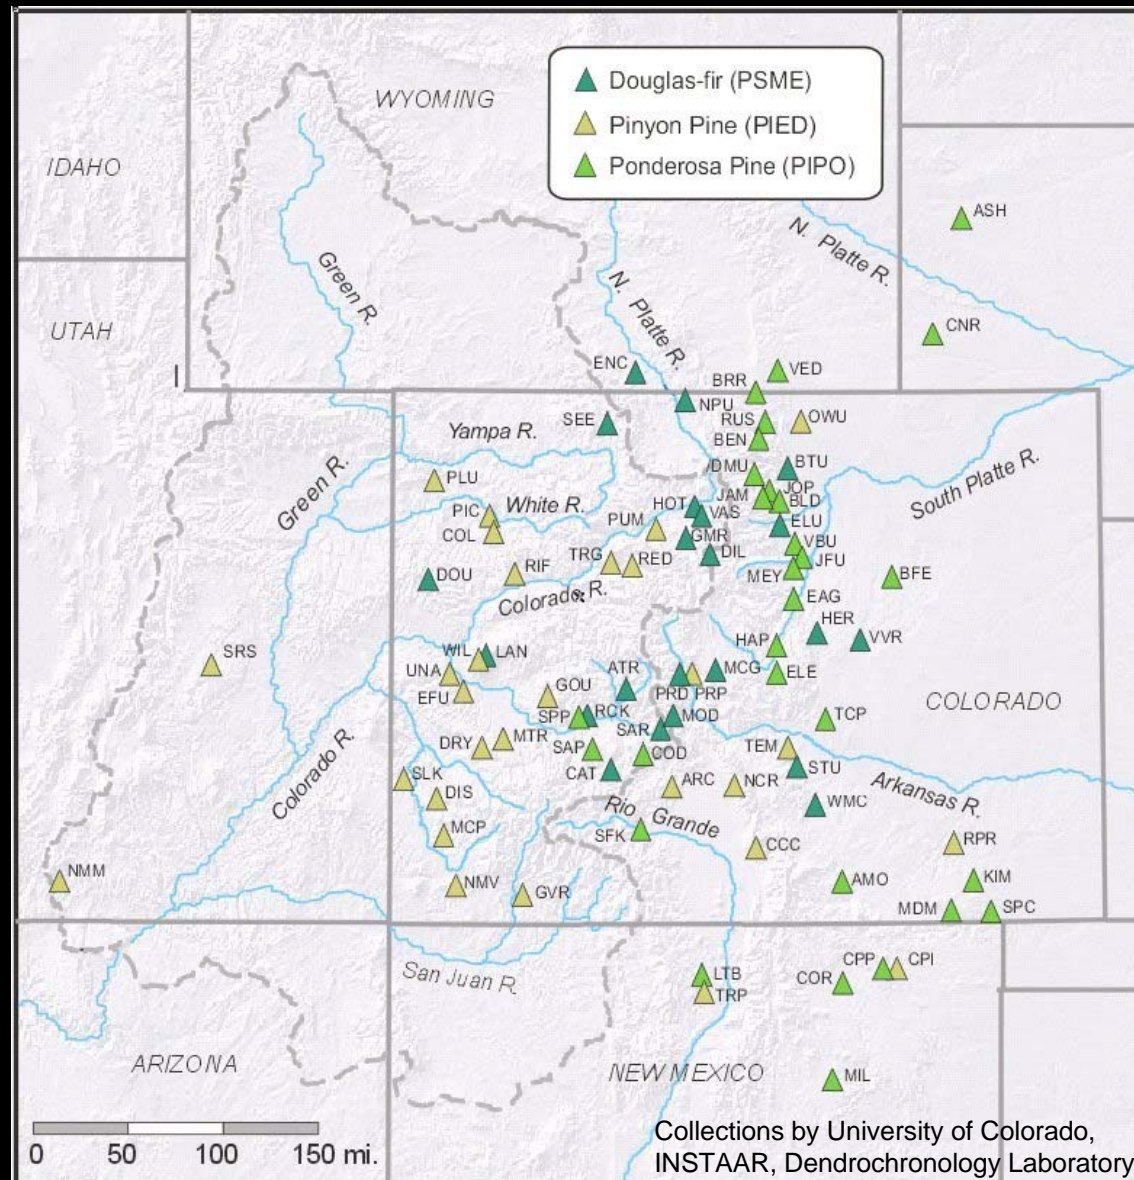 WYOMING
Douglas-fir (PSME)
Pinyon Pine (PIED)
Ponderosa Pine (PIPO)
IDAHO
ASH
N. Platte R.
Green R.
N. Platte R.
UTAH
CNR
ENC
VED
BRR
NPU
SEE
RUS
OWU
Yampa R.
BEN
BTU
DMU
PLU
JOP
South Platte R.
Green R.
JAM
BLD
White R.
HOT
VAS
PIC
PUM
ELU
COL
GMR
VBU
TRG
RED
DIL
JFU
RIF
MEY
BFE
DOU
Colorado R.
EAG
HER
HAP
VVR
SRS
WIL
LAN
UNA
ATR
MCG
ELE
EFU
GOU
PRD
PRP
COLORADO
SPP
RCK
MOD
TCP
SAR
DRY
MTR
SAP
COD
TEM
Colorado R.
CAT
STU
SLK
ARC
NCR
Arkansas R.
DIS
WMC
Rio Grande
MCP
SFK
CCC
RPR
NMM
NMV
AMO
KIM
GVR
MDM
SPC
San Juan R.
LTB
COR
CPP
CPI
TRP
ARIZONA
NEW MEXICO
MIL
0 50 100 150 mi.
Collections by University of Colorado,
INSTAAR, Dendrochronology Laboratory